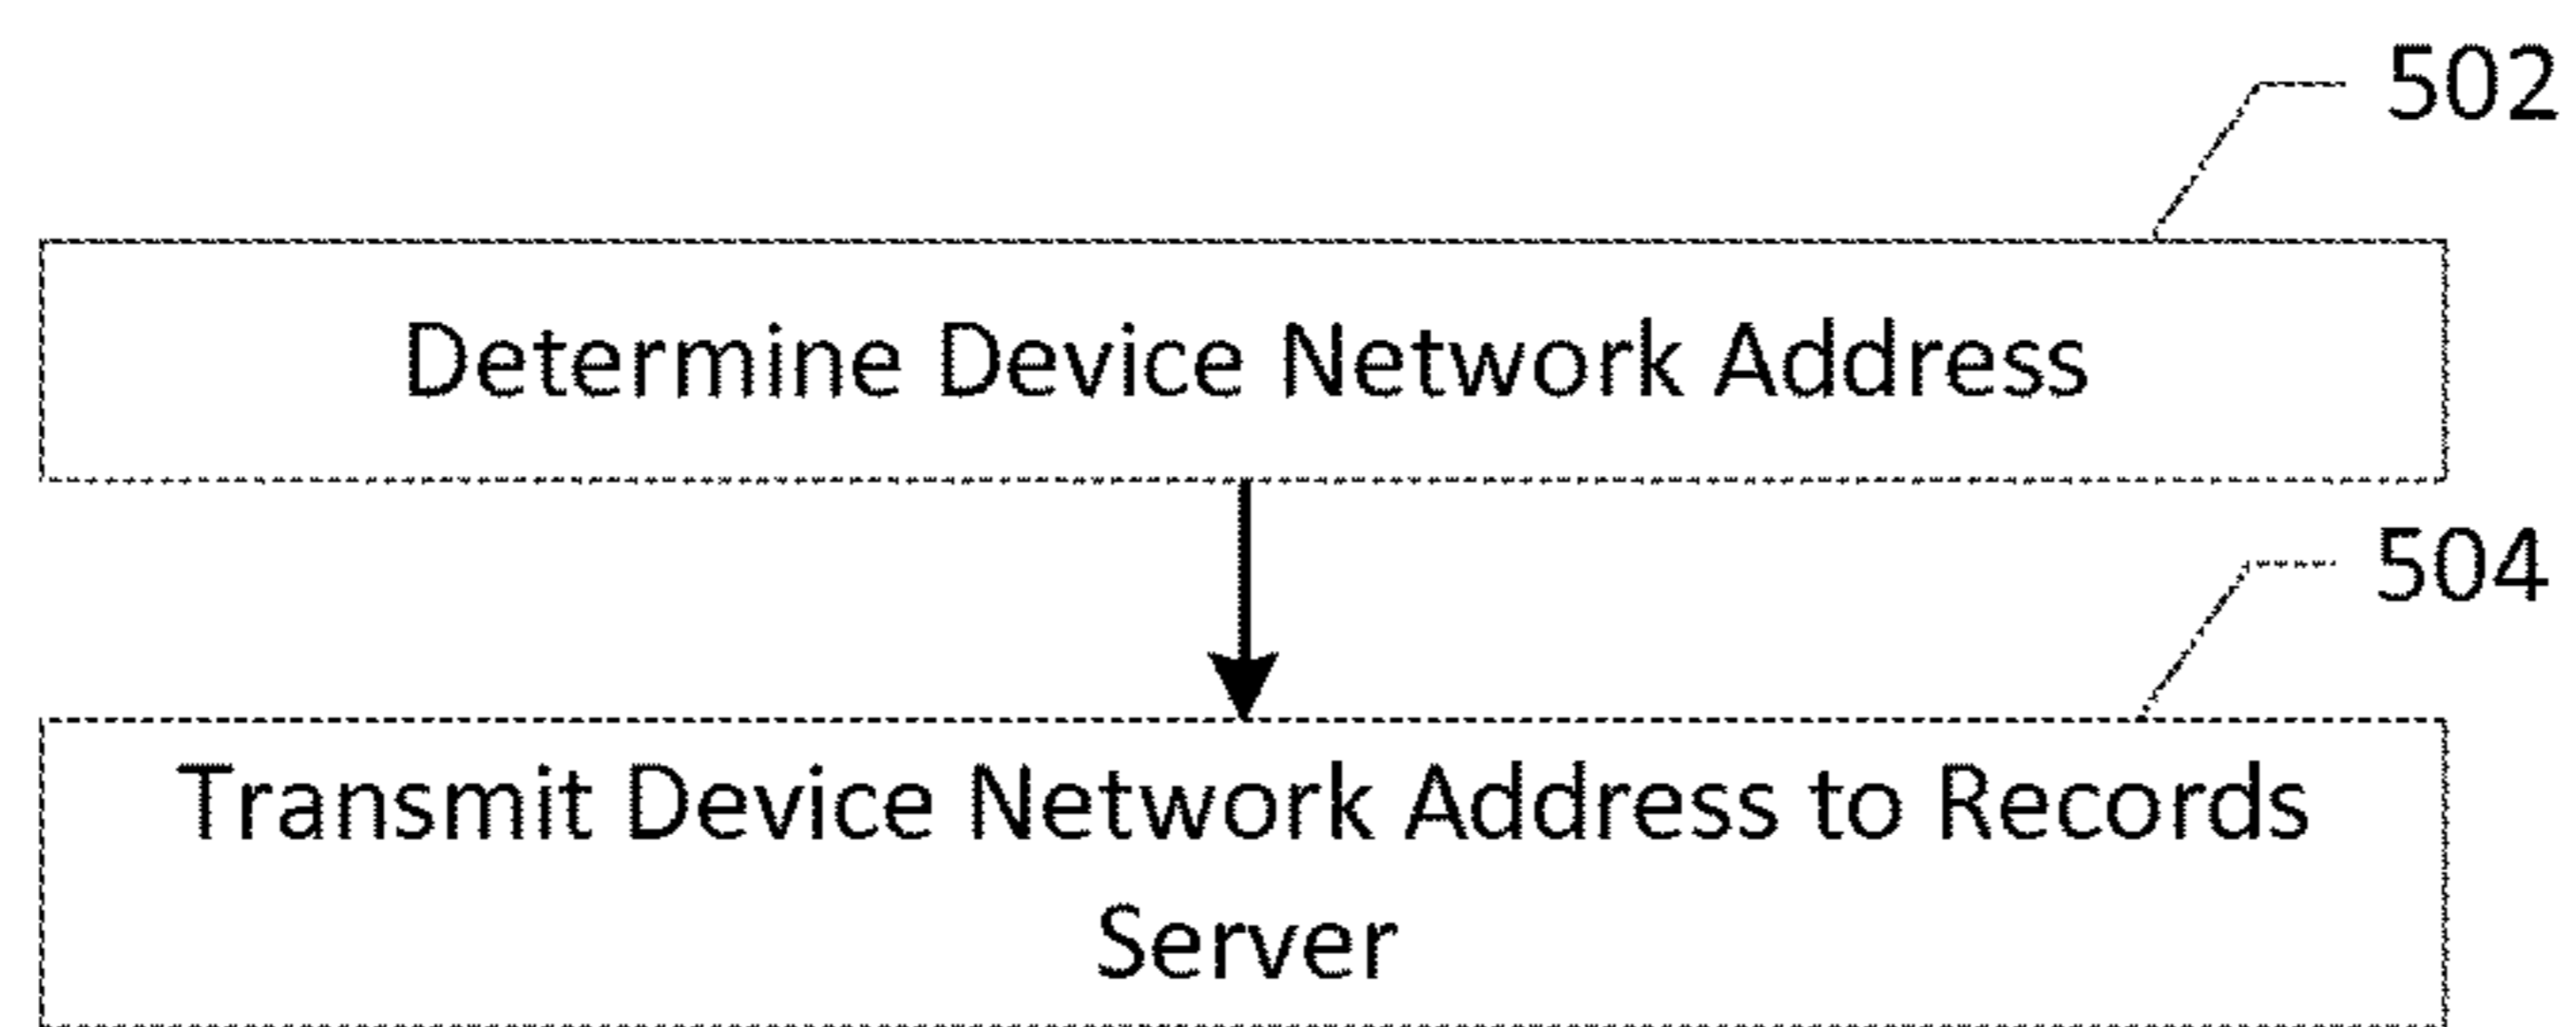 502
Determine Device Network Address
504
Transmit Device Network Address to Records
Server